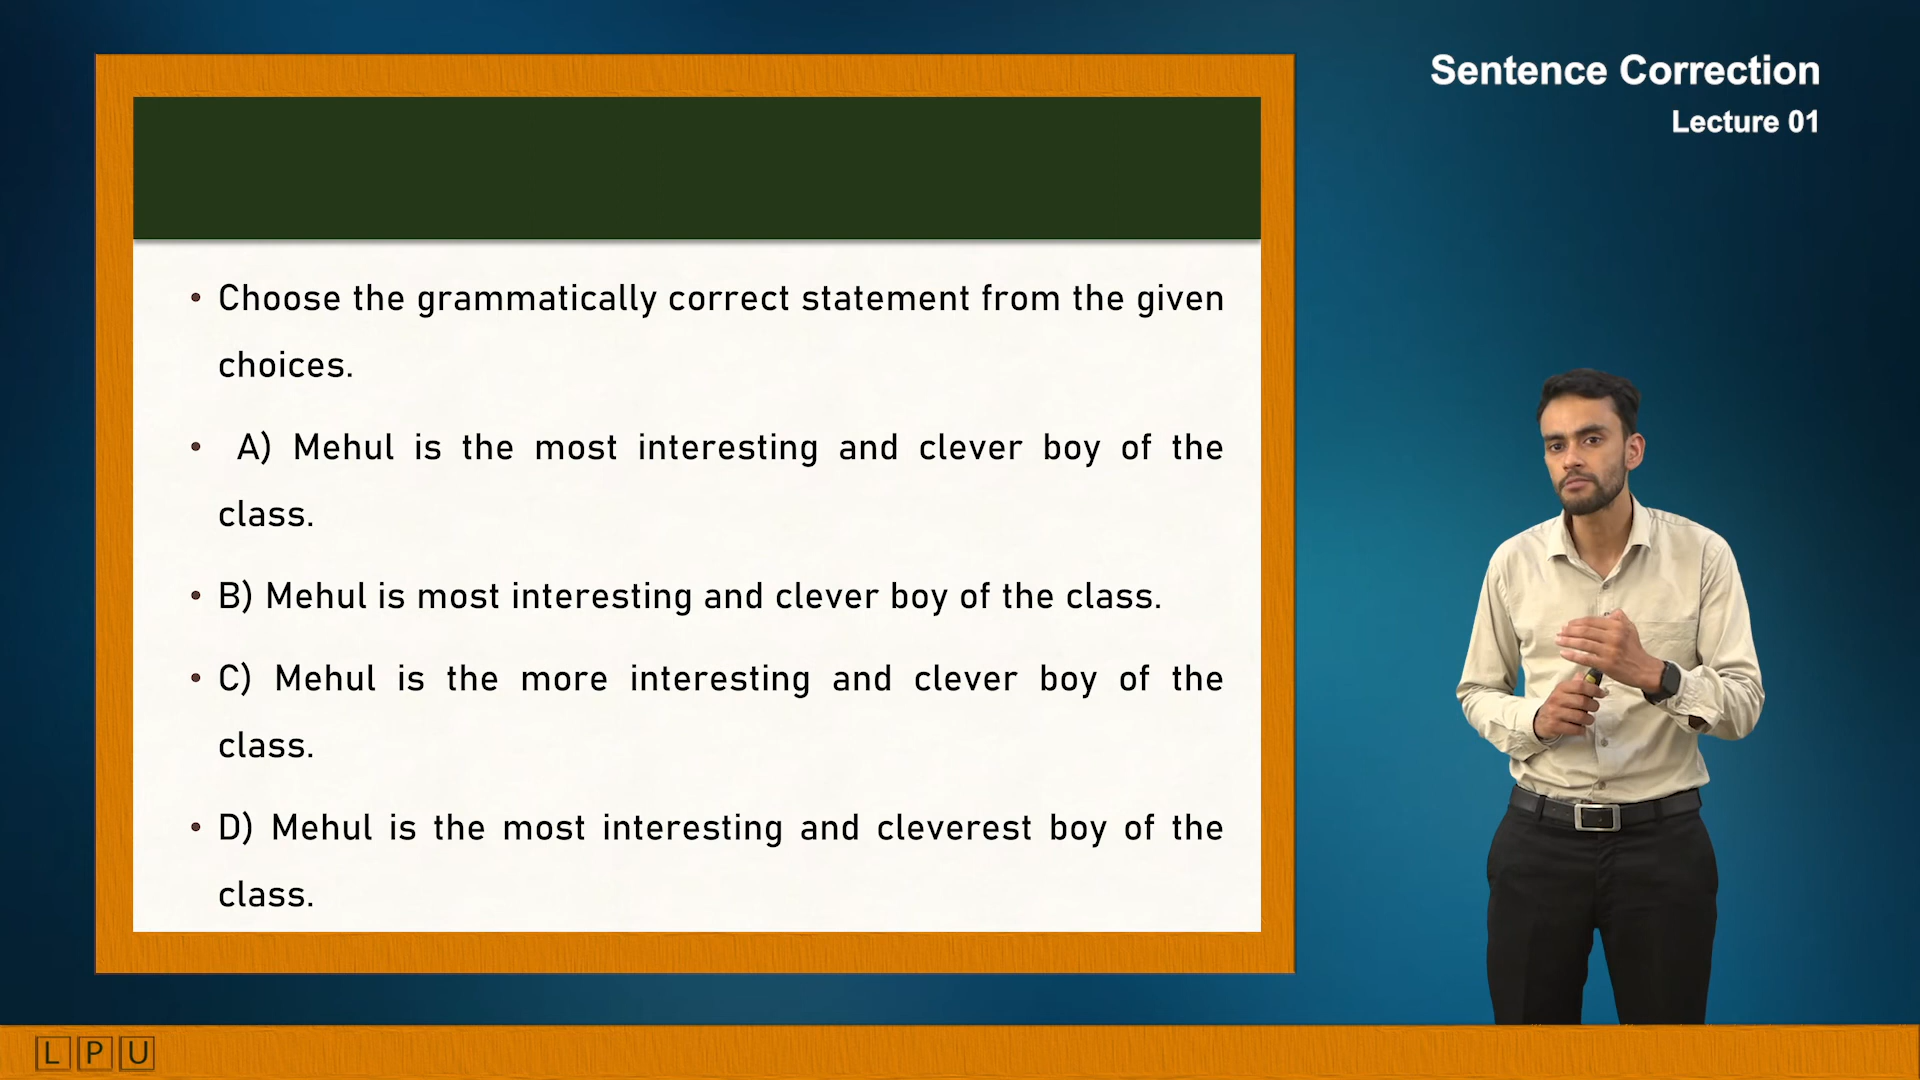 Sentence Correction
Lecture 01
• Choose the grammatically correct statement from the given
choices.
• A) Mehul is the most interesting and clever boy of the
class.
• B) Mehul is most interesting and clever boy of the class.
• C) Mehul is the more interesting and clever boy of the
class.
• D) Mehul is the most interesting and cleverest boy of the
class.
L P U